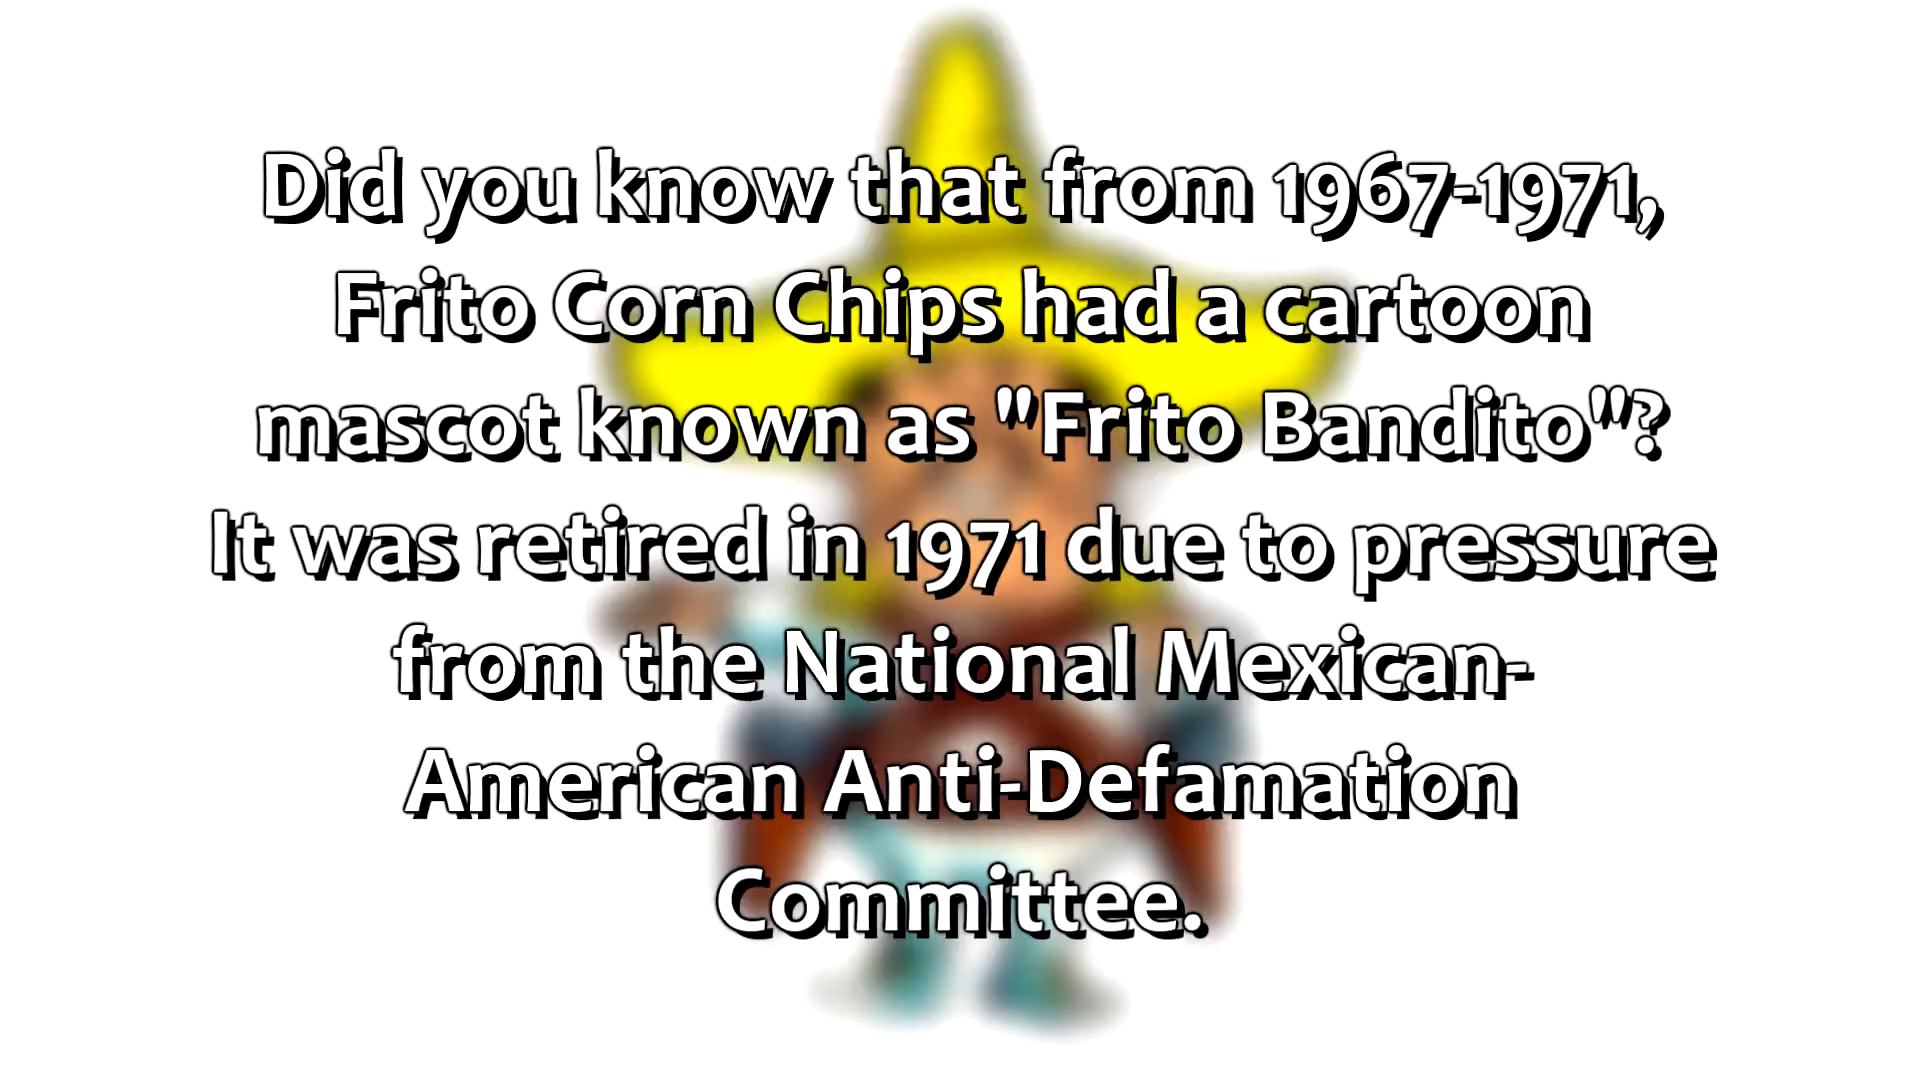 Did you know that from 1967-1971,
Frito Corn Chips had a cartoon
mascot known as "Frito Bandito"?
It was retired in 1971 due to pressure
from the National Mexican-
American Anti-Defamation
Committee.